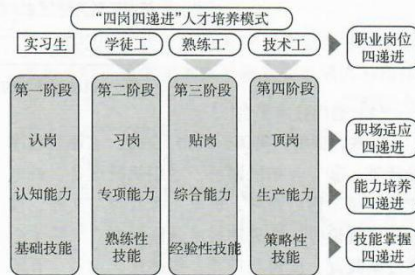 “四岗四递进”人才培养模式
实习生 学徒工 熟练工 技术工 职业岗位
四递进
第一阶段 第二阶段 第三阶段 第四阶段
认岗 习岗 贴岗 顶岗 职场适应
四递进
认知能力 专项能力 综合能力 生产能力 能力培养
四递进
基础技能 熟练性
技能 经验性技能 策略性
技能 技能掌握
四递进